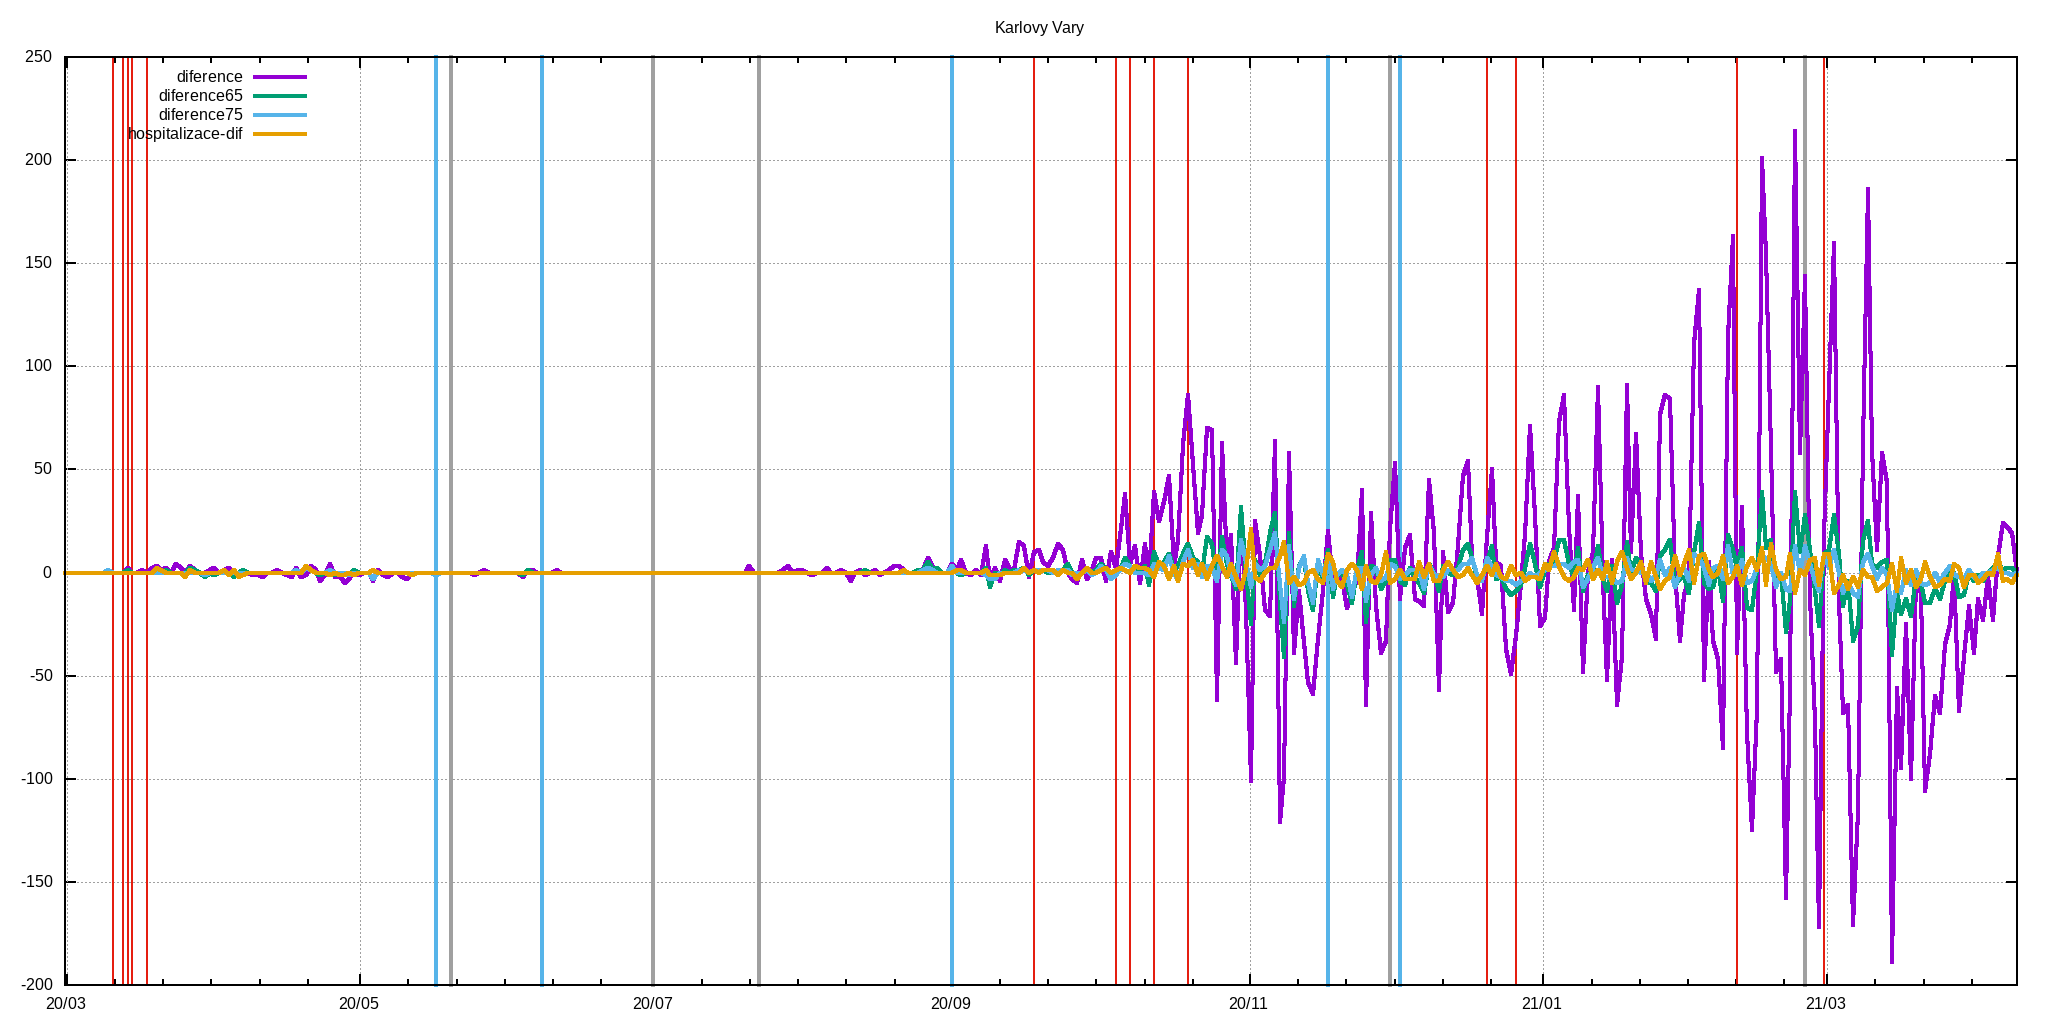 Karlovy Vary
250
200
150
100
50
0
-50
-100
-150
-200
diference
diference65
diference75
hospitalizace-dif
20/03 20/05 20/07 20/09 20/11 21/01 21/03